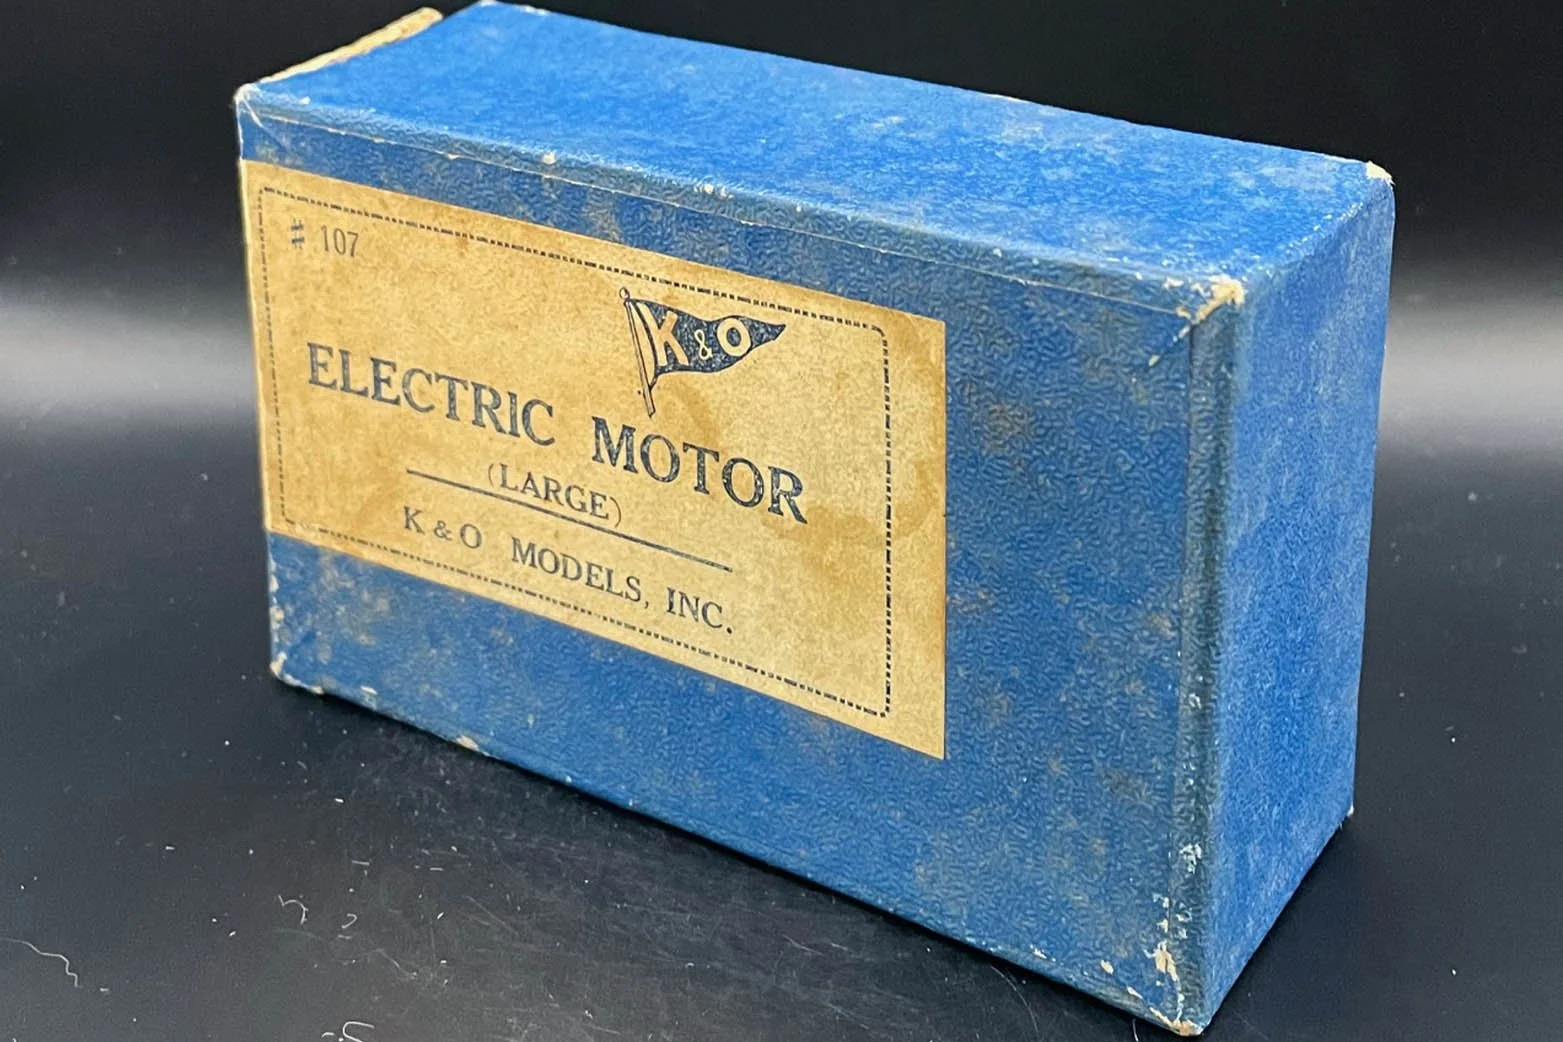 # 107
K & O
ELECTRIC MOTOR
(LARGE)
K & O MODELS, INC.